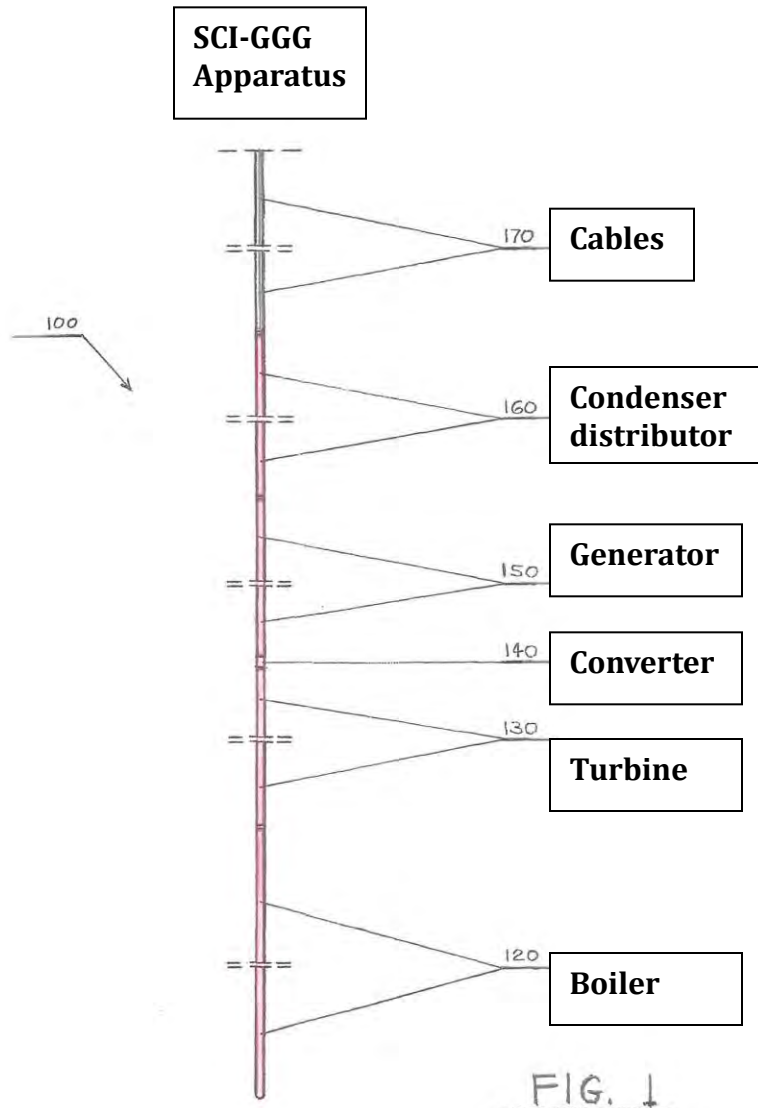 SCI-GGG
Apparatus
170
Cables
100
160
Condenser
distributor
150
Generator
140
Converter
130
Turbine
120
Boiler
FIG. 1